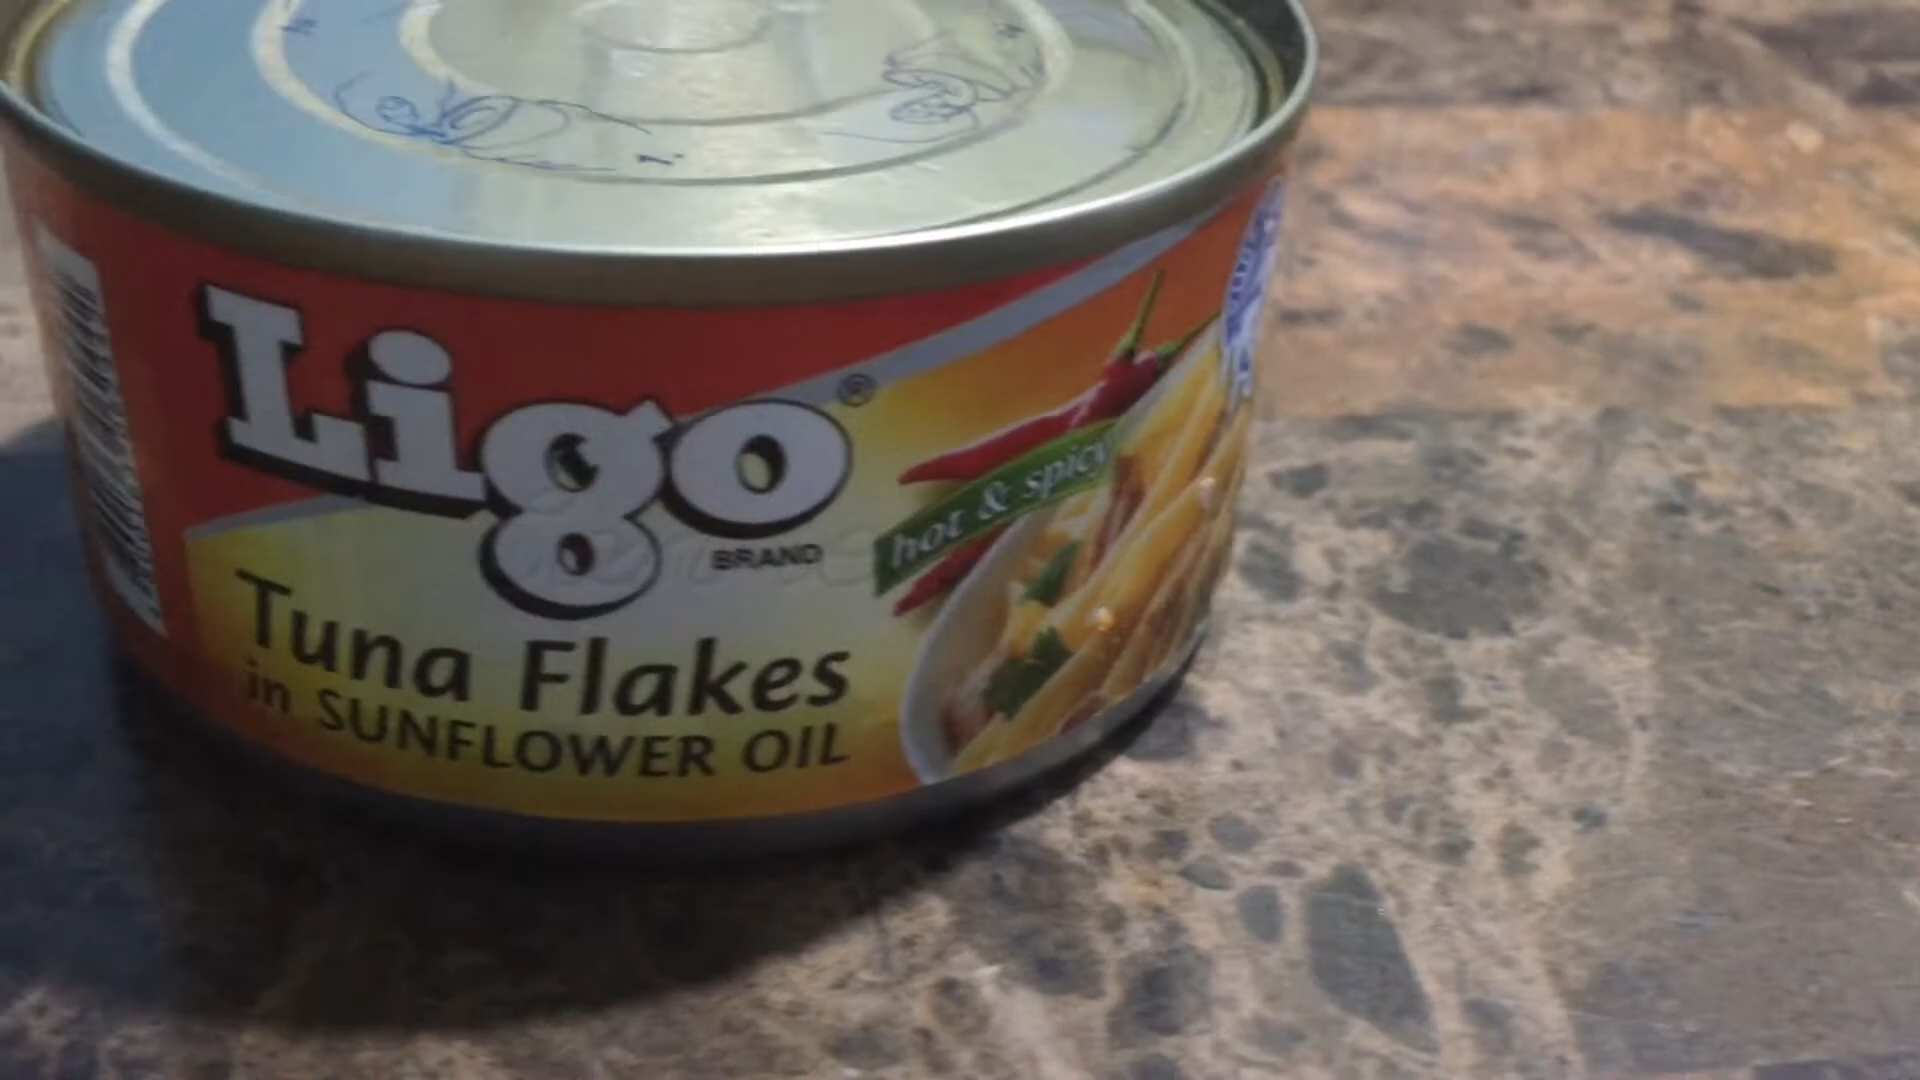 Ligo®
BRAND
hot & spicy
Tuna Flakes
in SUNFLOWER OIL